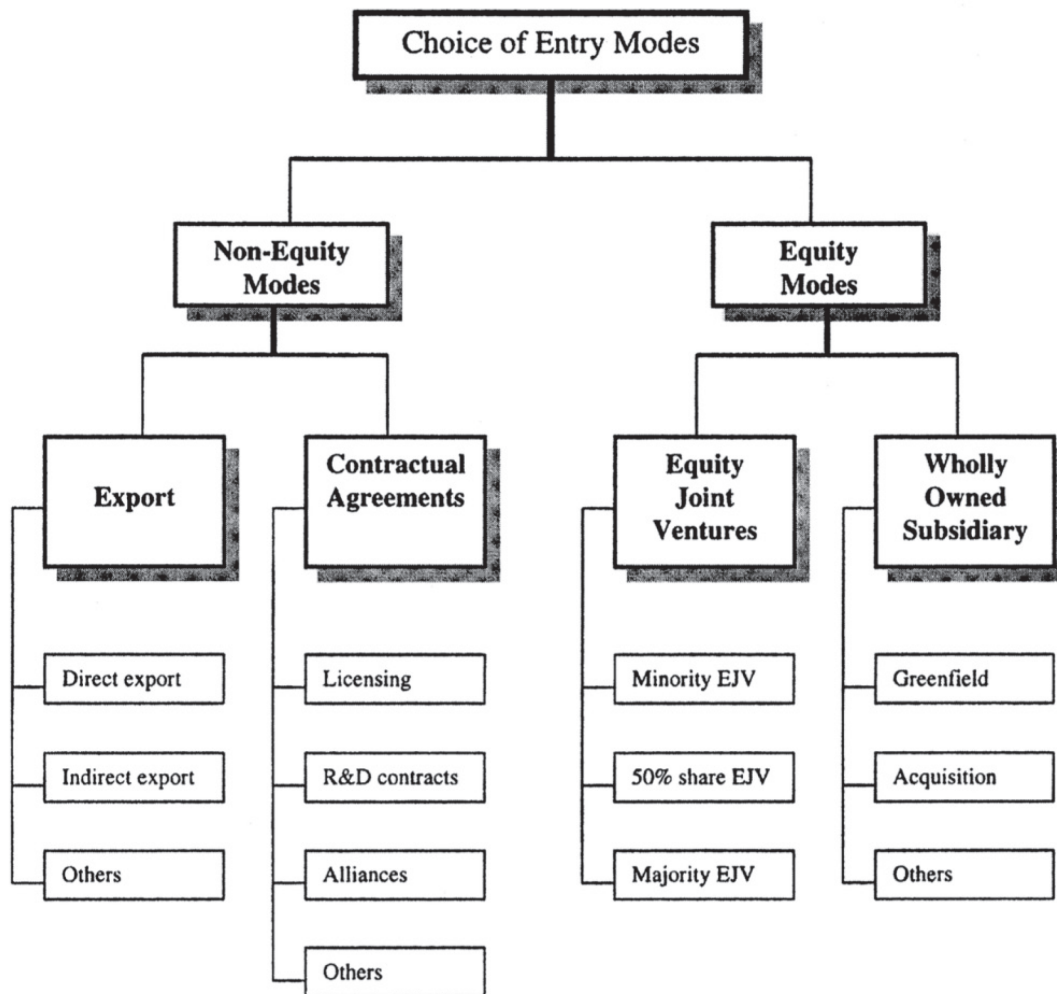 Choice of Entry Modes
Non-Equity
Modes
Equity
Modes
Export
Contractual
Agreements
Equity
Joint
Ventures
Wholly
Owned
Subsidiary
Direct export
Indirect export
Others
Licensing
R&D contracts
Alliances
Others
Minority EJV
50% share EJV
Majority EJV
Greenfield
Acquisition
Others